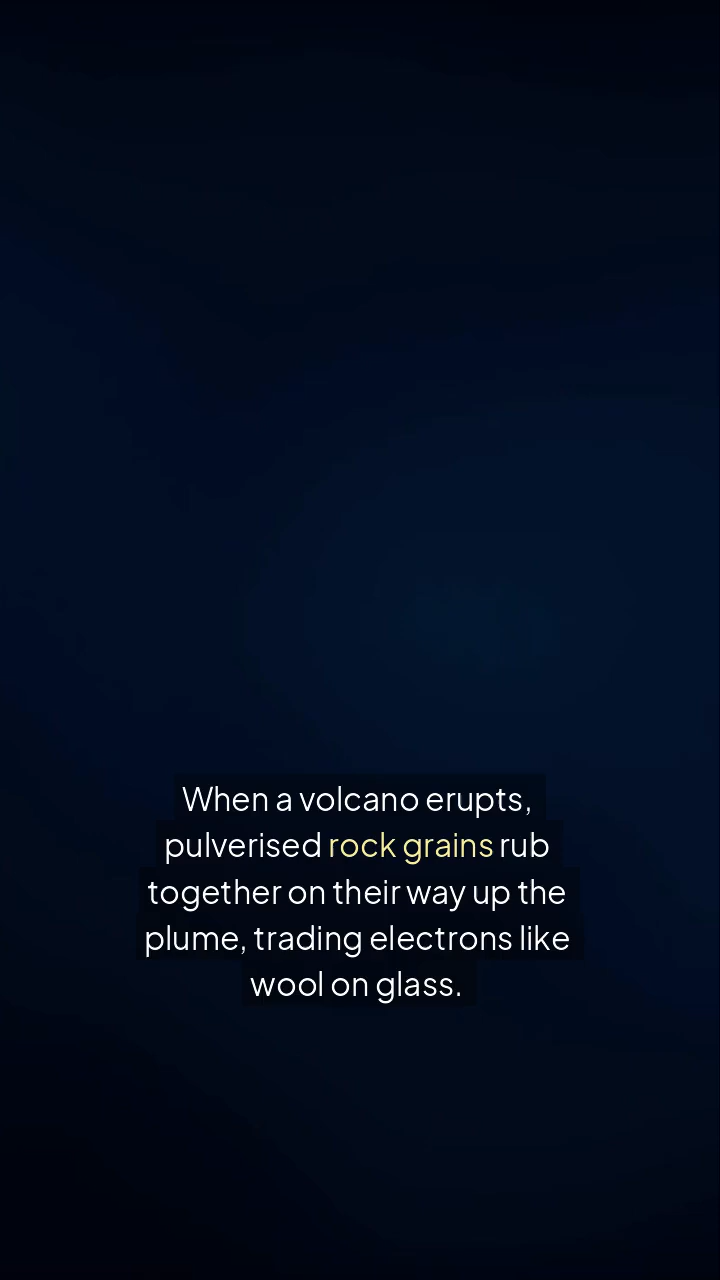 When a volcano erupts,
pulverised rock grains rub
together on their way up the
plume, trading electrons like
wool on glass.